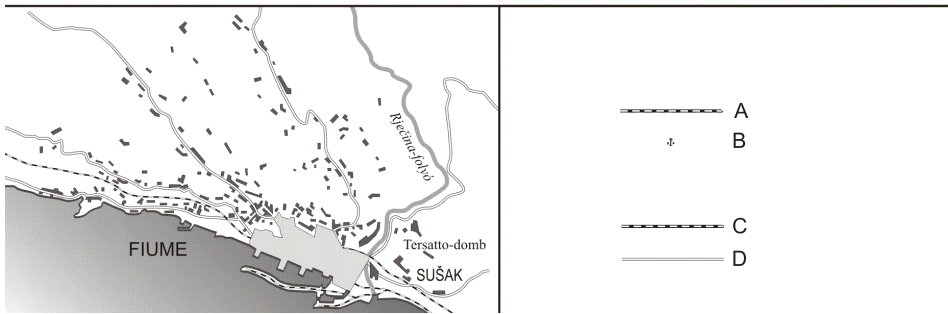 Rječina-folyó
Tersatto-domb
FIUME
SUŠAK
A
B
C
D